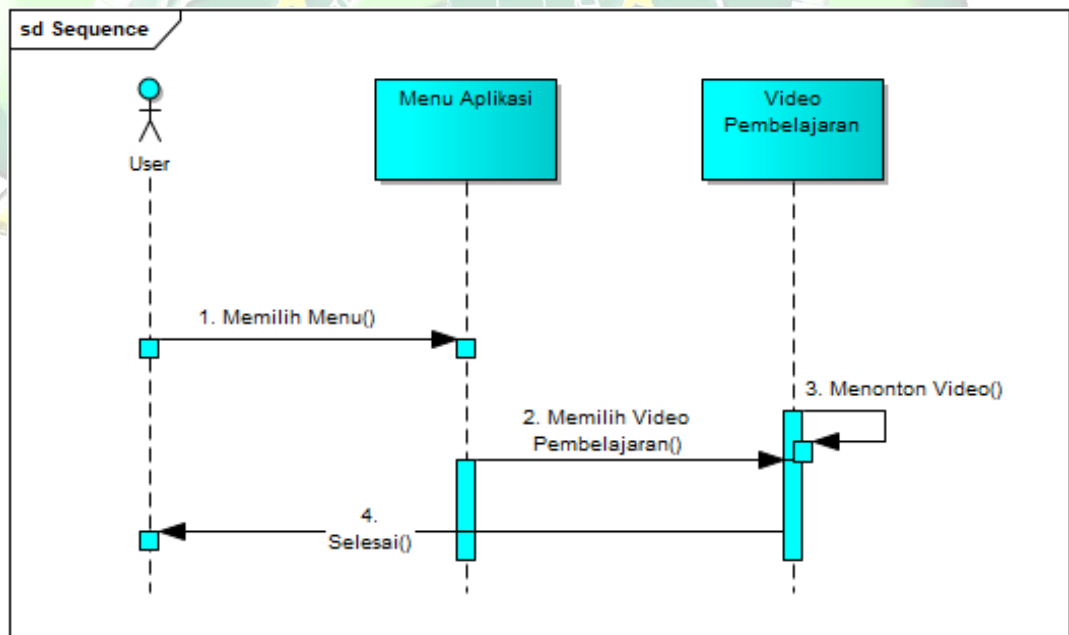 sd Sequence
User
Menu Aplikasi
Video
Pembelajaran
1. Memilih Menu()
3. Menonton Video()
2. Memilih Video
Pembelajaran()
4.
Selesai()